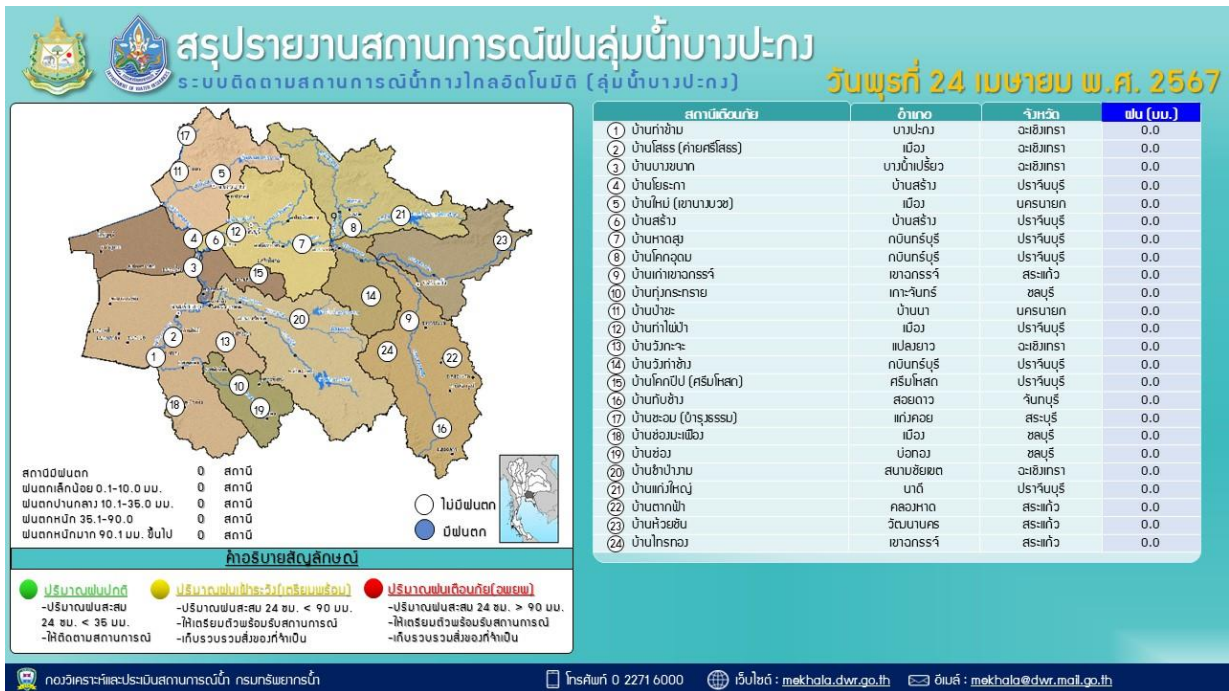 สรุปรายงานสถานการณ์ฝนลุ่มน้ำบางปะกง
ระบบติดตามสถานการณ์น้ำทางไกลอัตโนมัติ (ลุ่มน้ำบางปะกง)
วันพุธที่ 24 เมษายน พ.ศ. 2567
สถานีเตือนภัย อำเภอ จังหวัด ฝน (มม.)
1 บ้านท่าข้าม บางปะกง ฉะเชิงเทรา 0.0
2 บ้านโสธร (ค่ายศรีโสธร) เมือง ฉะเชิงเทรา 0.0
3 บ้านบางขนาก บางน้ำเปรี้ยว ฉะเชิงเทรา 0.0
4 บ้านโยธะกา บ้านสร้าง ปราจีนบุรี 0.0
5 บ้านใหม่ (เขานางบวช) เมือง นครนายก 0.0
6 บ้านสร้าง บ้านสร้าง ปราจีนบุรี 0.0
7 บ้านหาดสูง กบินทร์บุรี ปราจีนบุรี 0.0
8 บ้านโคกอุดม กบินทร์บุรี ปราจีนบุรี 0.0
9 บ้านเก่าเขาฉกรรจ์ เขาฉกรรจ์ สระแก้ว 0.0
10 บ้านทุ่งกระทราย เกาะจันทร์ ชลบุรี 0.0
11 บ้านป่าขะ บ้านนา นครนายก 0.0
12 บ้านท่าไผ่ป่า เมือง ปราจีนบุรี 0.0
13 บ้านวังกะจะ แปลงยาว ฉะเชิงเทรา 0.0
14 บ้านวังท่าช้าง กบินทร์บุรี ปราจีนบุรี 0.0
15 บ้านโคกปีป (ศรีมโหสถ) ศรีมโหสถ ปราจีนบุรี 0.0
16 บ้านทับช้าง สอยดาว จันทบุรี 0.0
17 บ้านชะอม (บำรุงธรรม) แก่งคอย สระบุรี 0.0
18 บ้านช่องมะเฟือง เมือง ชลบุรี 0.0
19 บ้านช่อง บ่อทอง ชลบุรี 0.0
20 บ้านชำป่างาม สนามชัยเขต ฉะเชิงเทรา 0.0
21 บ้านแก่งใหญ่ นาดี ปราจีนบุรี 0.0
22 บ้านตากฟ้า คลองหาด สระแก้ว 0.0
23 บ้านห้วยชัน วัฒนานคร สระแก้ว 0.0
24 บ้านไทรทอง เขาฉกรรจ์ สระแก้ว 0.0
17
11
5
21
4
6
12
8
7
23
3
15
14
20
9
2
13
1
24
22
10
18
19
16
สถานีมีฝนตก 0 สถานี
ฝนตกเล็กน้อย 0.1-10.0 มม. 0 สถานี
ฝนตกปานกลาง 10.1-35.0 มม. 0 สถานี
ฝนตกหนัก 35.1-90.0 0 สถานี
ฝนตกหนักมาก 90.1 มม. ขึ้นไป 0 สถานี
ไม่มีฝนตก
มีฝนตก
คำอธิบายสัญลักษณ์
ปริมาณฝนปกติ
-ปริมาณฝนสะสม
24 ชม. < 35 มม.
-ให้ติดตามสถานการณ์
ปริมาณฝนเฝ้าระวัง(เตรียมพร้อม)
-ปริมาณฝนสะสม 24 ชม. < 90 มม.
-ให้เตรียมตัวพร้อมรับสถานการณ์
-เก็บรวบรวมสิ่งของที่จำเป็น
ปริมาณฝนเตือนภัย(อพยพ)
-ปริมาณฝนสะสม 24 ชม. > 90 มม.
-ให้เตรียมตัวพร้อมรับสถานการณ์
-เก็บรวบรวมสิ่งของที่จำเป็น
กองวิเคราะห์และประเมินสถานการณ์น้ำ กรมทรัพยากรน้ำ
โทรศัพท์ 0 2271 6000
เว็บไซต์ : mekhala.dwr.go.th
อีเมล์ : mekhala@dwr.mail.go.th